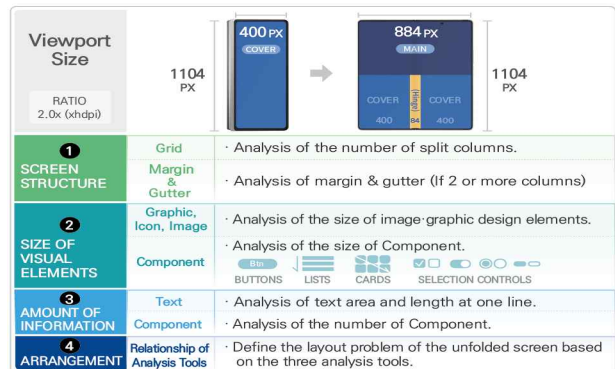 Viewport
Size
RATIO
2.0x (xhdpi)
1104
PX
400 PX
COVER
884 PX
MAIN
COVER
400
(Hinge)
84
COVER
400
1104
PX
1
SCREEN
STRUCTURE
Grid
· Analysis of the number of split columns.
Margin
&
Gutter
· Analysis of margin & gutter (If 2 or more columns)
2
SIZE OF
VISUAL
ELEMENTS
Graphic,
Icon, Image
· Analysis of the size of image·graphic design elements.
Component
· Analysis of the size of Component.
Btn
BUTTONS LISTS CARDS SELECTION CONTROLS
3
AMOUNT OF
INFORMATION
Text
· Analysis of text area and length at one line.
Component
· Analysis of the number of Component.
4
ARRANGEMENT
Relationship of
Analysis Tools
· Define the layout problem of the unfolded screen based
on the three analysis tools.